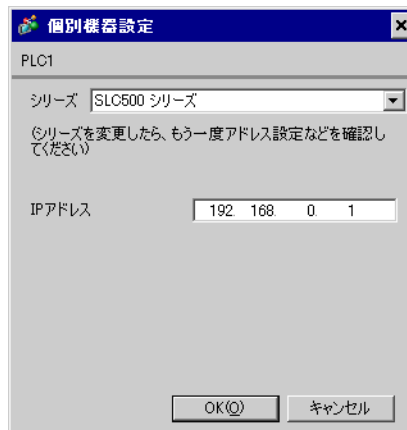 個別機器設定
PLC1
シリーズ SLC500 シリーズ
(シリーズを変更したら、もう一度アドレス設定などを確認し
てください)
IPアドレス 192. 168. 0. 1
OK(O) キャンセル